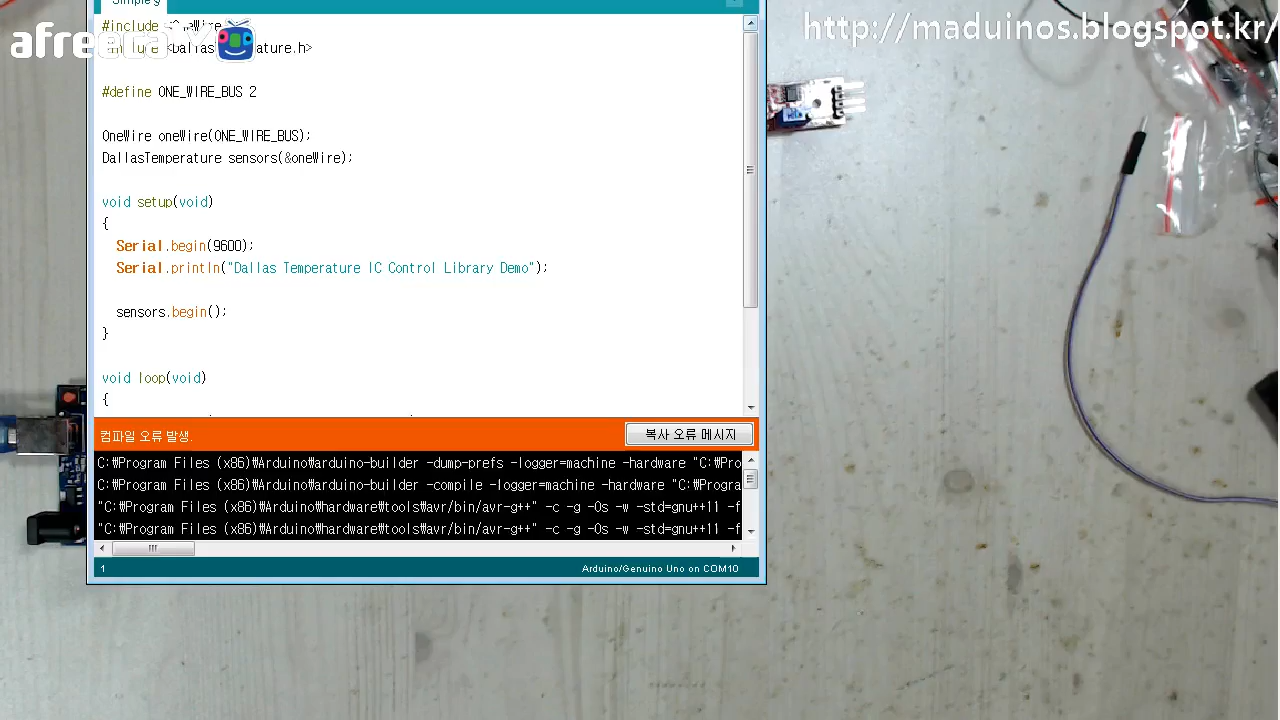 http://maduinos.blogspot.kr/
#include
afreeca
ature.h>
#define ONE_WIRE_BUS 2
OneWire oneWire(ONE_WIRE_BUS);
DallasTemperature sensors(&oneWire);
void setup(void)
{
Serial.begin(9600);
Serial.println("Dallas Temperature IC Control Library Demo");
sensors.begin();
}
void loop(void)
{
컴파일 오류 발생.
복사 오류 메시지
C:\Program Files (x86)\Arduino\arduino-builder -dump-prefs -logger=machine -hardware "C:\Pro
C:\Program Files (x86)\Arduino\arduino-builder -compile -logger=machine -hardware "C:\Progra
"C:\Program Files (x86)\Arduino\hardware\tools\avr/bin/avr-g++" -c -g -Os -w -std=gnu++11 -f
"C:\Program Files (x86)\Arduino\hardware\tools\avr/bin/avr-g++" -c -g -Os -w -std=gnu++11 -f
1
Arduino/Genuino Uno on COM10